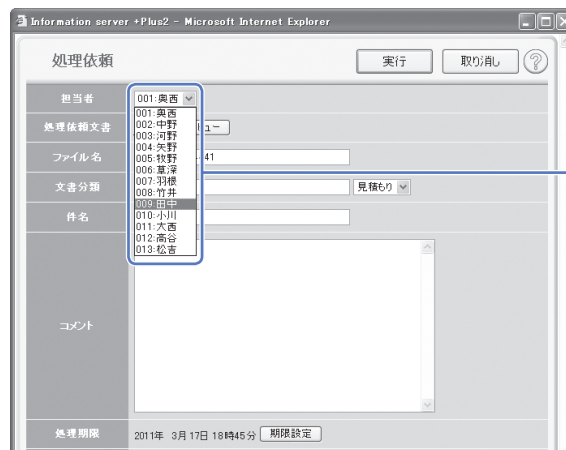 Information server +Plus2 - Microsoft Internet Explorer
処理依頼
実行
取り消し
?
担当者
001:奥西
001:奥西
002:中野
003:河野
004:矢野
005:牧野
006:草深
007:羽根
008:竹井
009:田中
010:小川
011:大西
012:高谷
013:松吉
処理依頼文書
ュー
ファイル名
41
文書分類
見積もり
件名
コメント
処理期限
2011年 3月17日 18時45分
期限設定